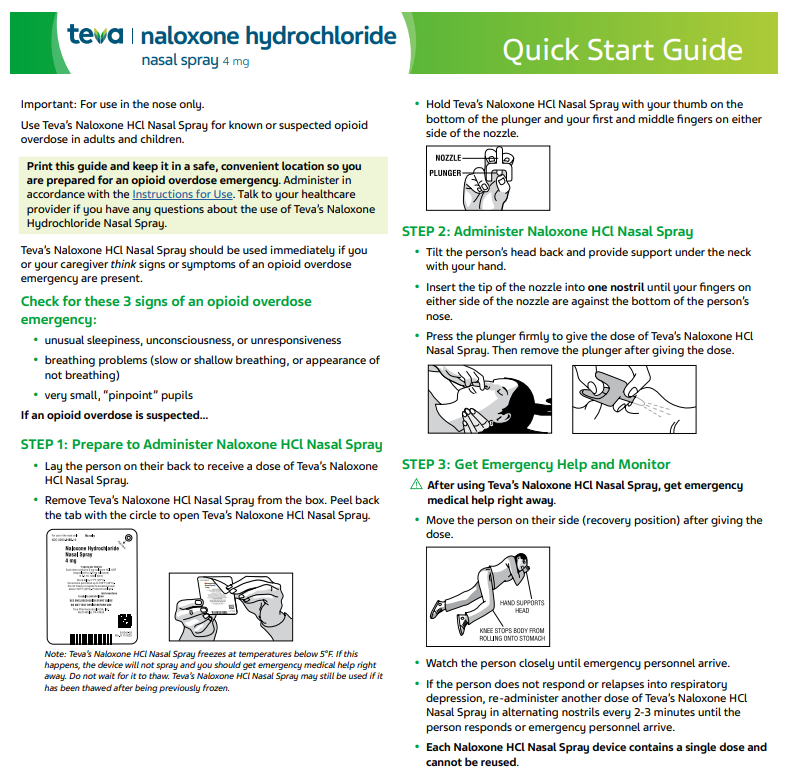 teva | naloxone hydrochloride
nasal spray 4 mg
Quick Start Guide
Important: For use in the nose only.
Use Teva's Naloxone HCl Nasal Spray for known or suspected opioid
overdose in adults and children.
Print this guide and keep it in a safe, convenient location so you
are prepared for an opioid overdose emergency. Administer in
accordance with the Instructions for Use. Talk to your healthcare
provider if you have any questions about the use of Teva's Naloxone
Hydrochloride Nasal Spray.
Teva's Naloxone HCl Nasal Spray should be used immediately if you
or your caregiver think signs or symptoms of an opioid overdose
emergency are present.
Check for these 3 signs of an opioid overdose
emergency:
• unusual sleepiness, unconsciousness, or unresponsiveness
• breathing problems (slow or shallow breathing, or appearance of
not breathing)
• very small, "pinpoint" pupils
If an opioid overdose is suspected...
STEP 1: Prepare to Administer Naloxone HCl Nasal Spray
• Lay the person on their back to receive a dose of Teva's Naloxone
HCl Nasal Spray.
• Remove Teva's Naloxone HCl Nasal Spray from the box. Peel back
the tab with the circle to open Teva's Naloxone HCl Nasal Spray.
Naloxone Hydrochloride
Nasal Spray
4 mg
Note: Teva's Naloxone HCl Nasal Spray freezes at temperatures below 5°F. If this
happens, the device will not spray and you should get emergency medical help right
away. Do not wait for it to thaw. Teva's Naloxone HCl Nasal Spray may still be used if it
has been thawed after being previously frozen.
• Hold Teva's Naloxone HCl Nasal Spray with your thumb on the
bottom of the plunger and your first and middle fingers on either
side of the nozzle.
NOZZLE
PLUNGER
STEP 2: Administer Naloxone HCl Nasal Spray
• Tilt the person's head back and provide support under the neck
with your hand.
• Insert the tip of the nozzle into one nostril until your fingers on
either side of the nozzle are against the bottom of the person's
nose.
• Press the plunger firmly to give the dose of Teva's Naloxone HCl
Nasal Spray. Then remove the plunger after giving the dose.
STEP 3: Get Emergency Help and Monitor
After using Teva's Naloxone HCl Nasal Spray, get emergency
medical help right away.
• Move the person on their side (recovery position) after giving the
dose.
HAND SUPPORTS
HEAD
KNEE STOPS BODY FROM
ROLLING ONTO STOMACH
• Watch the person closely until emergency personnel arrive.
• If the person does not respond or relapses into respiratory
depression, re-administer another dose of Teva's Naloxone HCl
Nasal Spray in alternating nostrils every 2-3 minutes until the
person responds or emergency personnel arrive.
• Each Naloxone HCl Nasal Spray device contains a single dose and
cannot be reused.